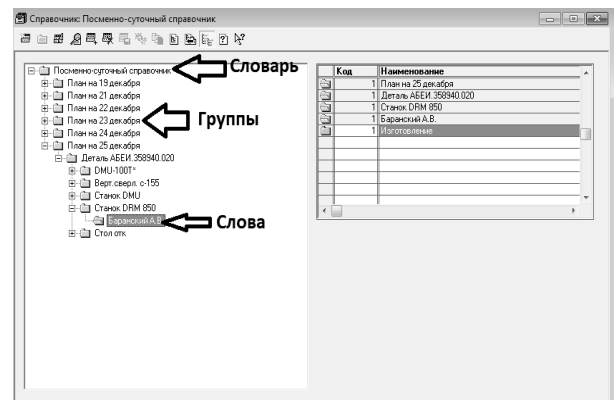 Справочник: Посменно-суточный справочник
Посменно-суточный справочник
План на 19 декабря
План на 21 декабря
План на 22 декабря
План на 23 декабря
План на 24 декабря
План на 25 декабря
Деталь АБЕИ.358940.020
DMU-100T*
Верт.сверл. с-155
Станок DMU
Станок DRM 850
Баранский А.В.
Стол отк
Словарь
Группы
Слова
Код Наименование
1 План на 25 декабря
1 Деталь АБЕИ.358940.020
1 Станок DRM 850
1 Баранский А.В.
1 Изготовление